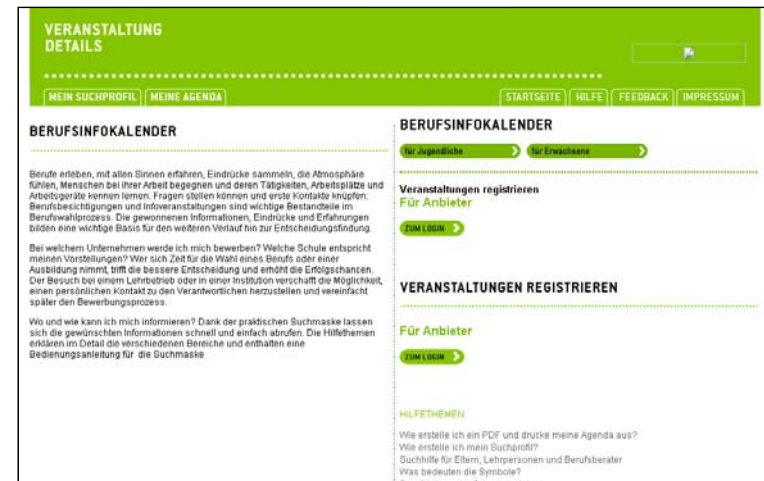 VERANSTALTUNG
DETAILS
MEIN SUCHPROFIL MEINE AGENDA
STARTSEITE HILFE FEEDBACK IMPRESSUM
BERUFSINFOKALENDER
Berufe erleben, mit allen Sinnen erfahren, Eindrücke sammeln, die Atmosphäre
fühlen, Menschen bei ihrer Arbeit begegnen und deren Tätigkeiten, Arbeitsplätze und
Arbeitsgeräte kennen lernen. Fragen stellen können und erste Kontakte knüpfen:
Berufsbesichtigungen und Infoveranstaltungen sind wichtige Bestandteile im
Berufswahlprozess. Die gewonnenen Informationen, Eindrücke und Erfahrungen
bilden eine wichtige Basis für den weiteren Verlauf hin zur Entscheidungsfindung.
Bei welchem Unternehmen werde ich mich bewerben? Welche Schule entspricht
meinen Vorstellungen? Wer sich Zeit für die Wahl eines Berufs oder einer
Ausbildung nimmt, trifft die bessere Entscheidung und erhöht die Erfolgschancen.
Der Besuch bei einem Lehrbetrieb oder in einer Institution verschafft die Möglichkeit,
einen persönlichen Kontakt zu den Verantwortlichen herzustellen und vereinfacht
später den Bewerbungsprozess.
Wo und wie kann ich mich informieren? Dank der praktischen Suchmaske lassen
sich die gewünschten Informationen schnell und einfach abrufen. Die Hilfethemen
erklären im Detail die verschiedenen Bereiche und enthalten eine
Bedienungsanleitung für die Suchmaske
BERUFSINFOKALENDER
für Jugendliche für Erwachsene
Veranstaltungen registrieren
Für Anbieter
ZUM LOGIN
VERANSTALTUNGEN REGISTRIEREN
Für Anbieter
ZUM LOGIN
HILFETHEMEN
Wie erstelle ich ein PDF und drucke meine Agenda aus?
Wie erstelle ich mein Suchprofil?
Suchhilfe für Eltern, Lehrpersonen und Berufsberater
Was bedeuten die Symbole?